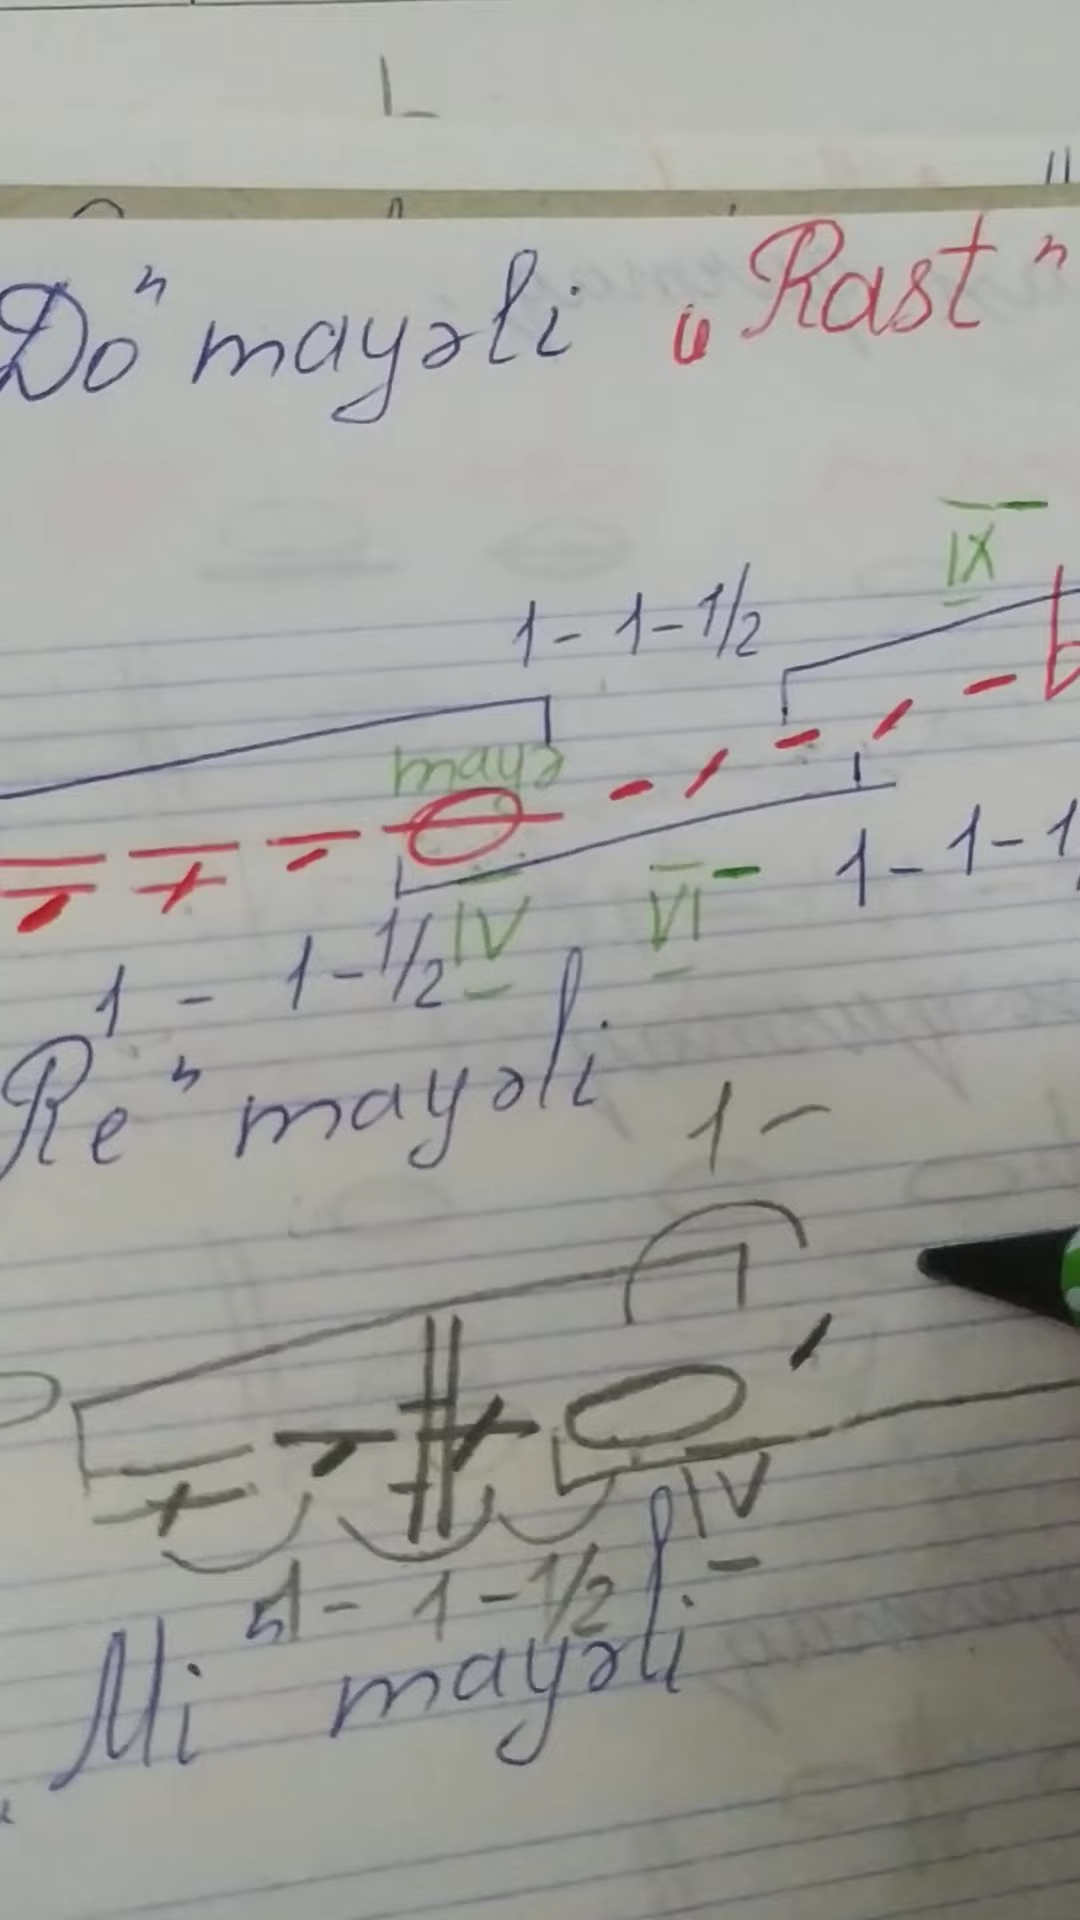 „Do" mayəli „Rast"
IX
1 - 1 - 1/2
mayə
1 - 1 - 1
IV VI
1 - 1 - 1/2
Re" mayəli
1 -
IV
1 - 1 - 1/2
„Mi" mayəli